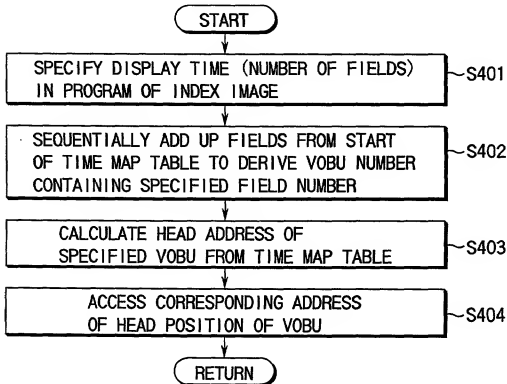 START
SPECIFY DISPLAY TIME (NUMBER OF FIELDS)
IN PROGRAM OF INDEX IMAGE
S401
SEQUENTIALLY ADD UP FIELDS FROM START
OF TIME MAP TABLE TO DERIVE VOBU NUMBER
CONTAINING SPECIFIED FIELD NUMBER
S402
CALCULATE HEAD ADDRESS OF
SPECIFIED VOBU FROM TIME MAP TABLE
S403
ACCESS CORRESPONDING ADDRESS
OF HEAD POSITION OF VOBU
S404
RETURN